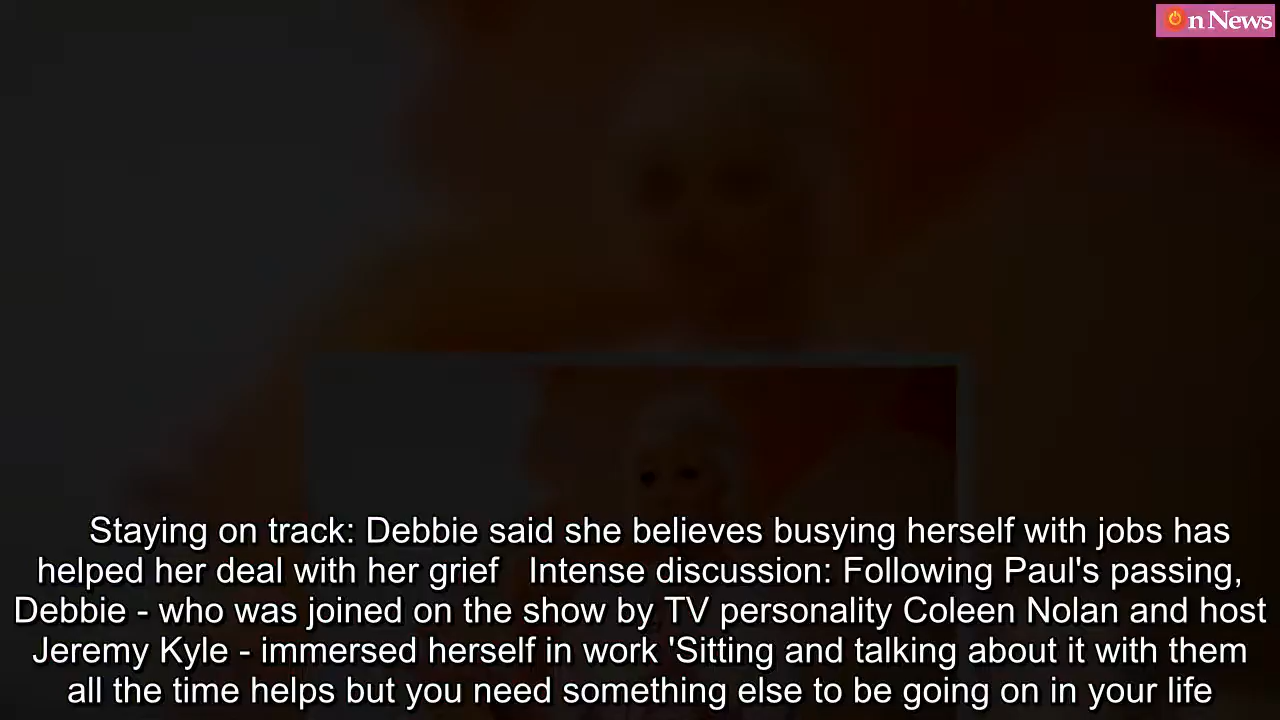 On News
Staying on track: Debbie said she believes busying herself with jobs has
helped her deal with her grief   Intense discussion: Following Paul's passing,
Debbie - who was joined on the show by TV personality Coleen Nolan and host
Jeremy Kyle - immersed herself in work 'Sitting and talking about it with them
all the time helps but you need something else to be going on in your life